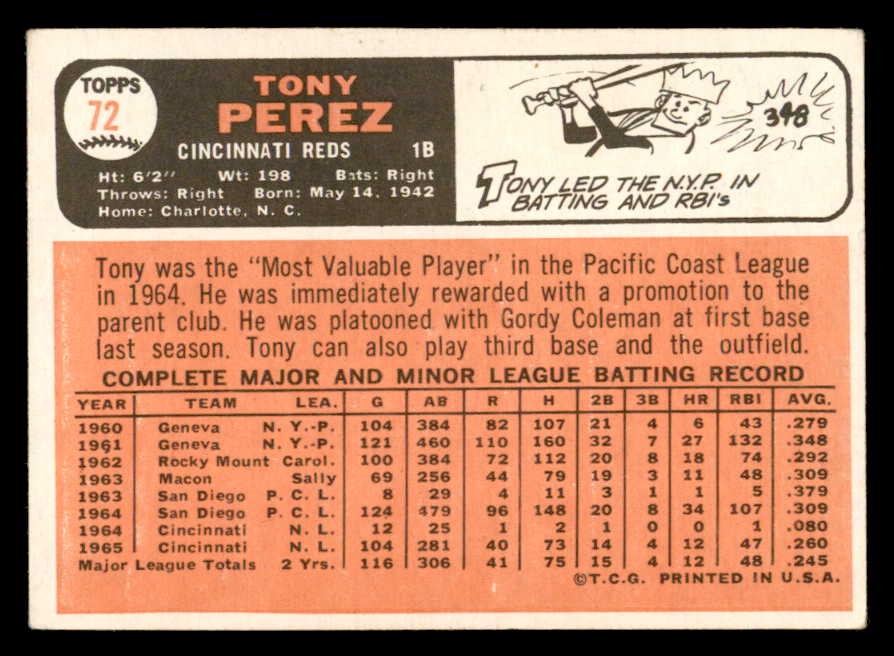 TOPPS
72
TONY
PEREZ
CINCINNATI REDS 1B
Ht: 6'2" Wt: 198 Bats: Right
Throws: Right Born: May 14, 1942
Home: Charlotte, N. C.
348
TONY LED THE N.Y.P. IN
BATTING AND RBI's
Tony was the "Most Valuable Player" in the Pacific Coast League
in 1964. He was immediately rewarded with a promotion to the
parent club. He was platooned with Gordy Coleman at first base
last season. Tony can also play third base and the outfield.
COMPLETE MAJOR AND MINOR LEAGUE BATTING RECORD
YEAR TEAM LEA. G AB R H 2B 3B HR RBI AVG.
1960 Geneva N. Y.-P. 104 384 82 107 21 4 6 43 .279
1961 Geneva N. Y.-P. 121 460 110 160 32 7 27 132 .348
1962 Rocky Mount Carol. 100 384 72 112 20 8 18 74 .292
1963 Macon Sally 69 256 44 79 19 3 11 48 .309
1963 San Diego P. C. L. 8 29 4 11 3 1 1 5 .379
1964 San Diego P. C. L. 124 479 96 148 20 8 34 107 .309
1964 Cincinnati N. L. 12 25 1 2 1 0 0 1 .080
1965 Cincinnati N. L. 104 281 40 73 14 4 12 47 .260
Major League Totals 2 Yrs. 116 306 41 75 15 4 12 48 .245
©T.C.G. PRINTED IN U.S.A.